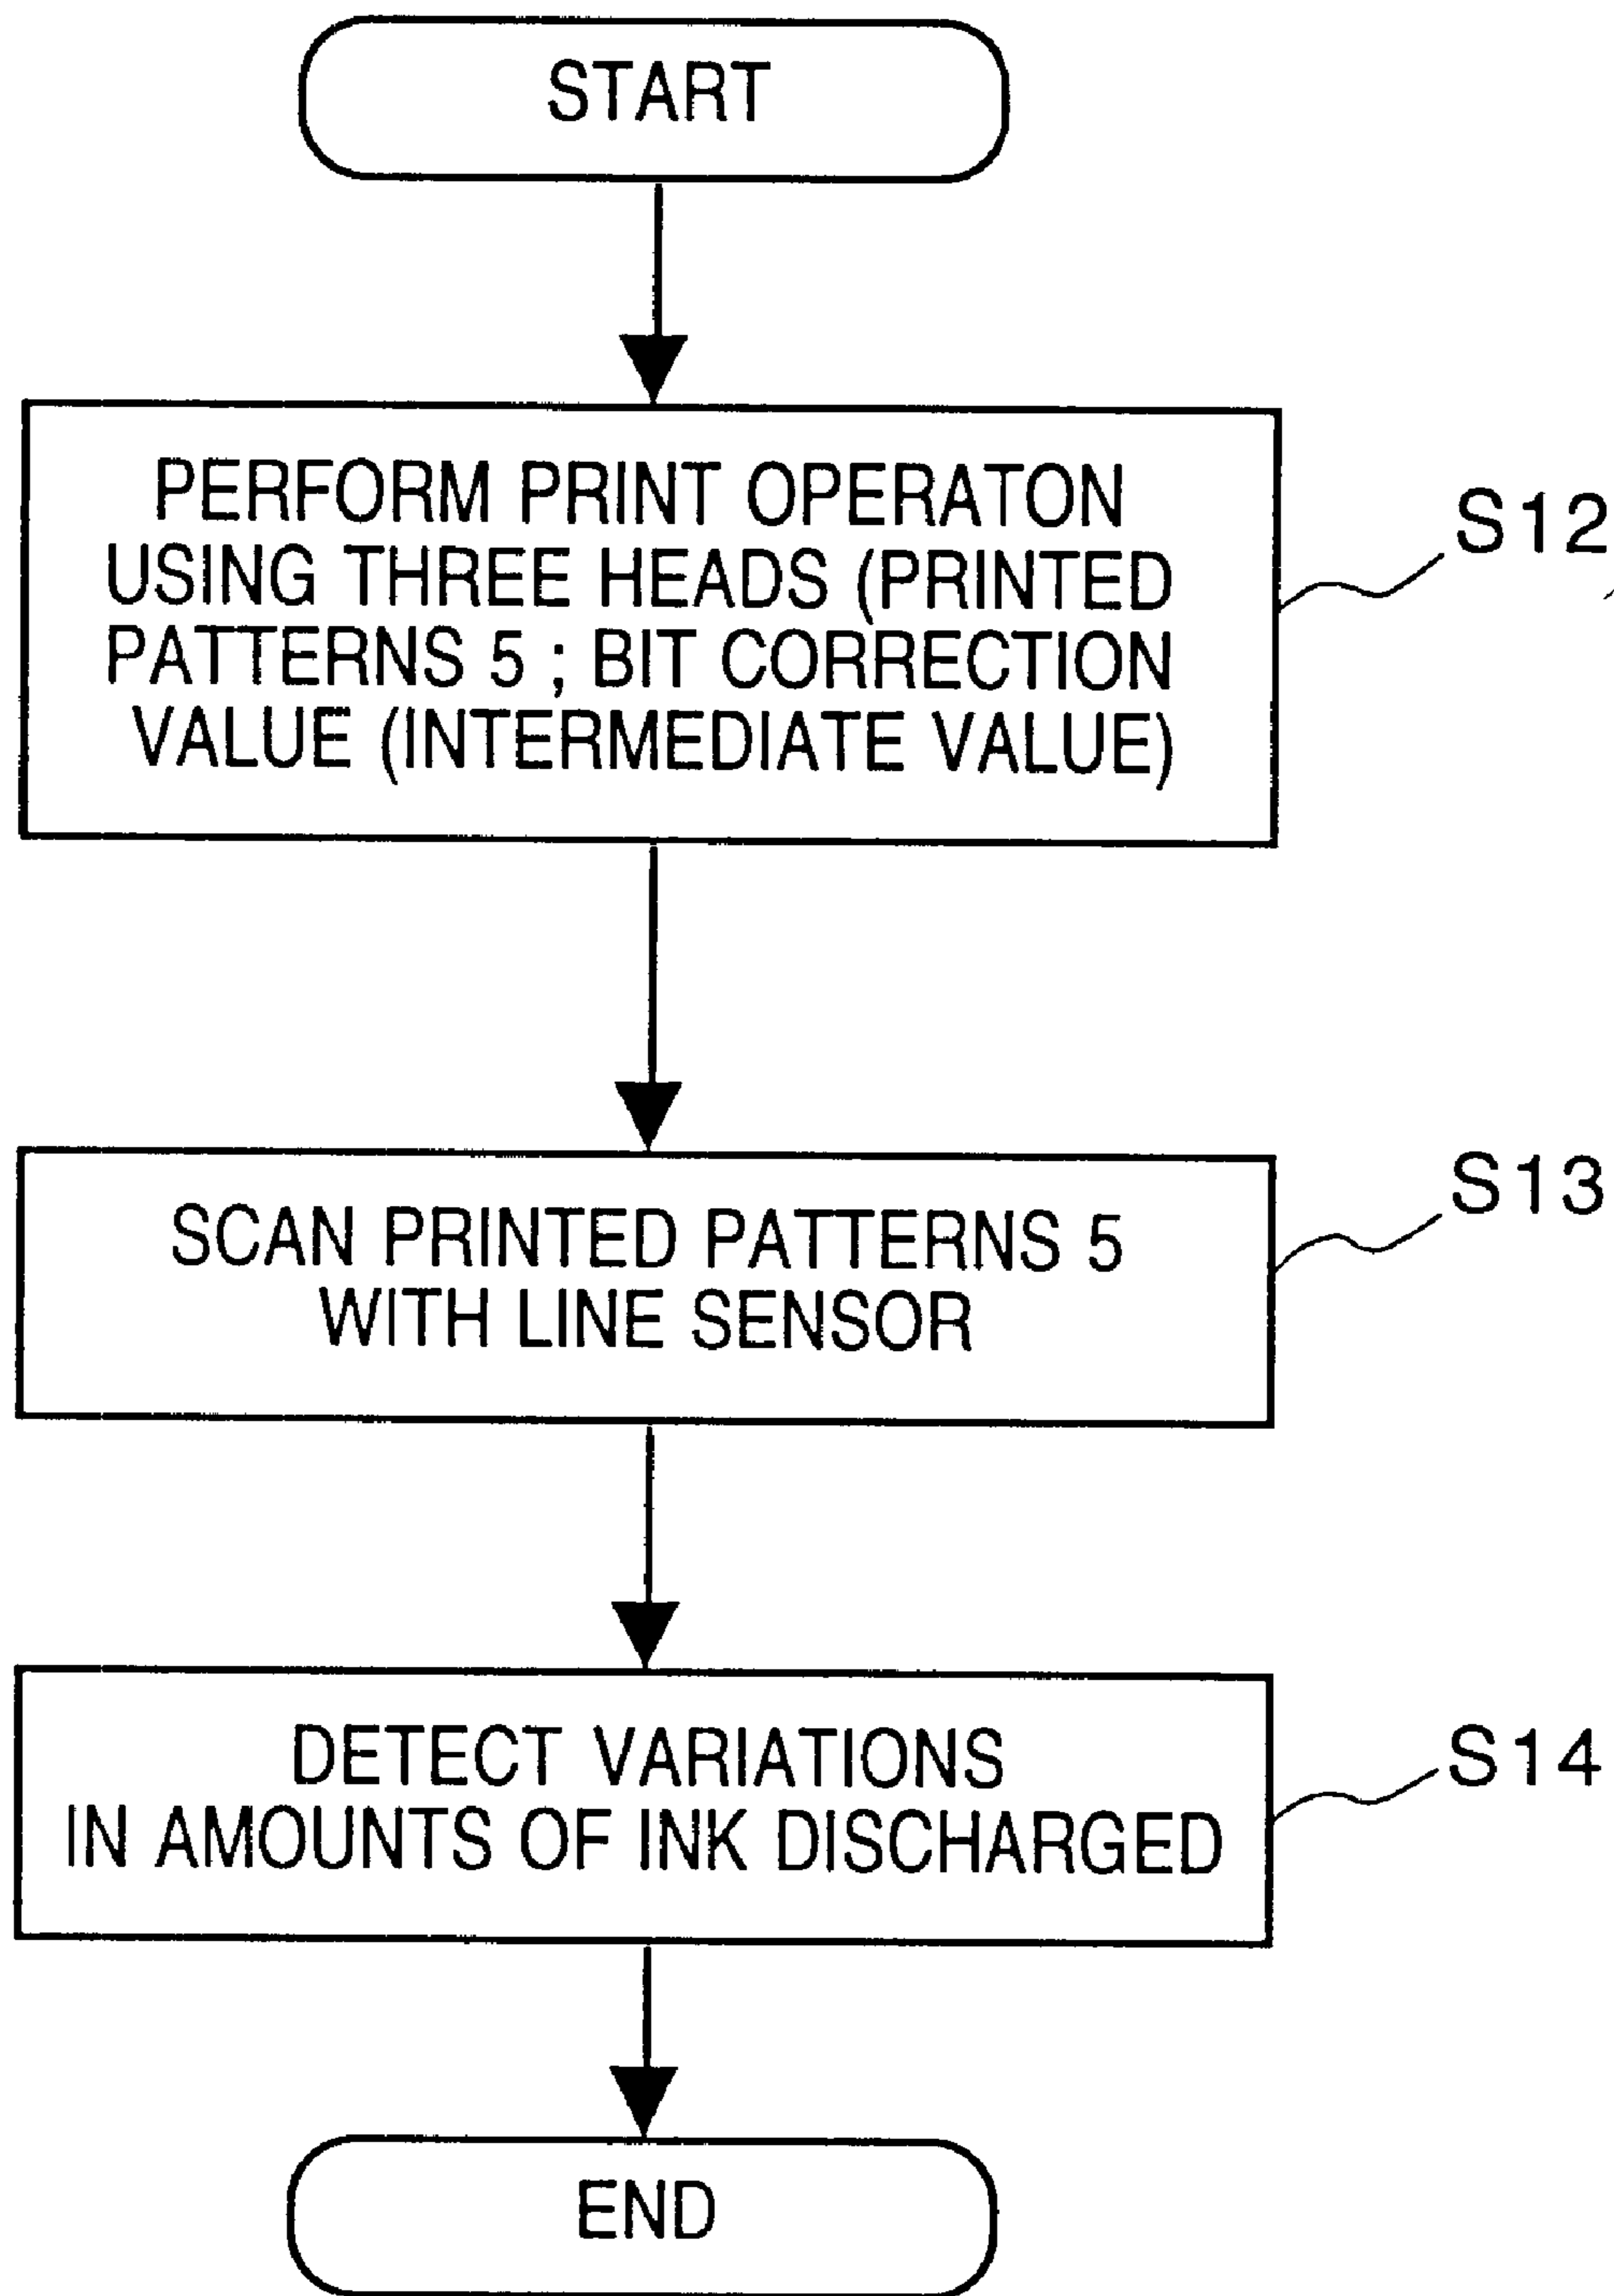 START
PERFORM PRINT OPERATON
USING THREE HEADS (PRINTED
PATTERNS 5 ; BIT CORRECTION
VALUE (INTERMEDIATE VALUE)
S12
SCAN PRINTED PATTERNS 5
WITH LINE SENSOR
S13
DETECT VARIATIONS
IN AMOUNTS OF INK DISCHARGED
S14
END